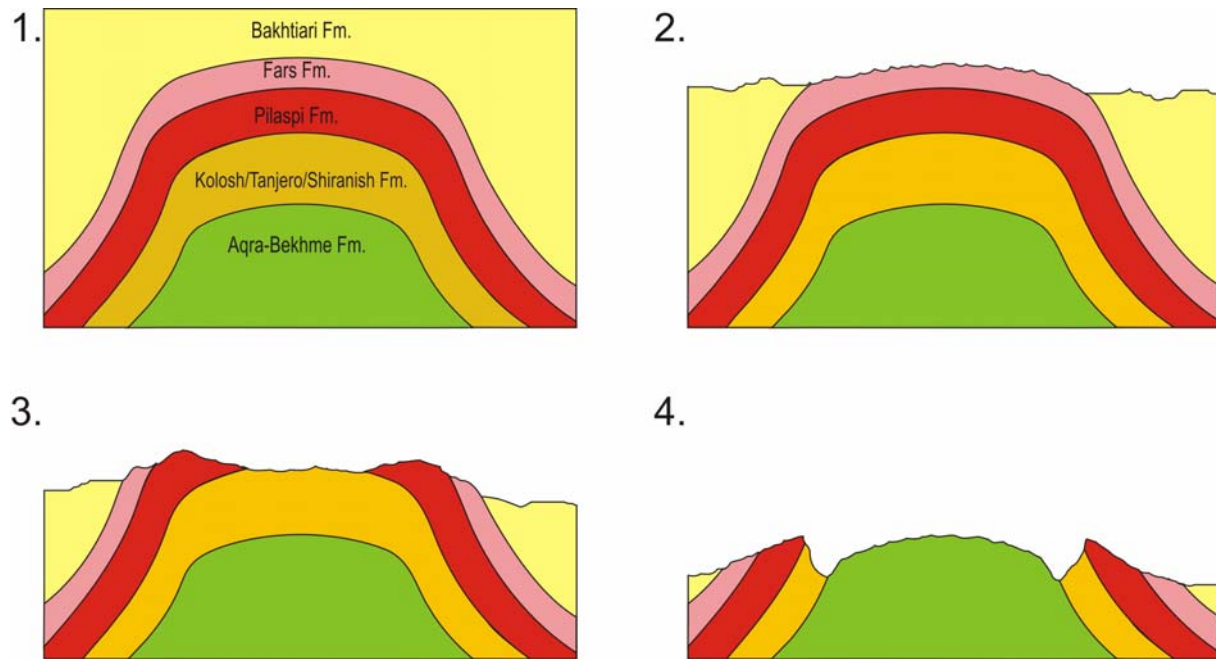 1.
Bakhtiari Fm.
Fars Fm.
Pilaspi Fm.
Kolosh/Tanjero/Shiranish Fm.
Aqra-Bekhme Fm.
2.
3.
4.